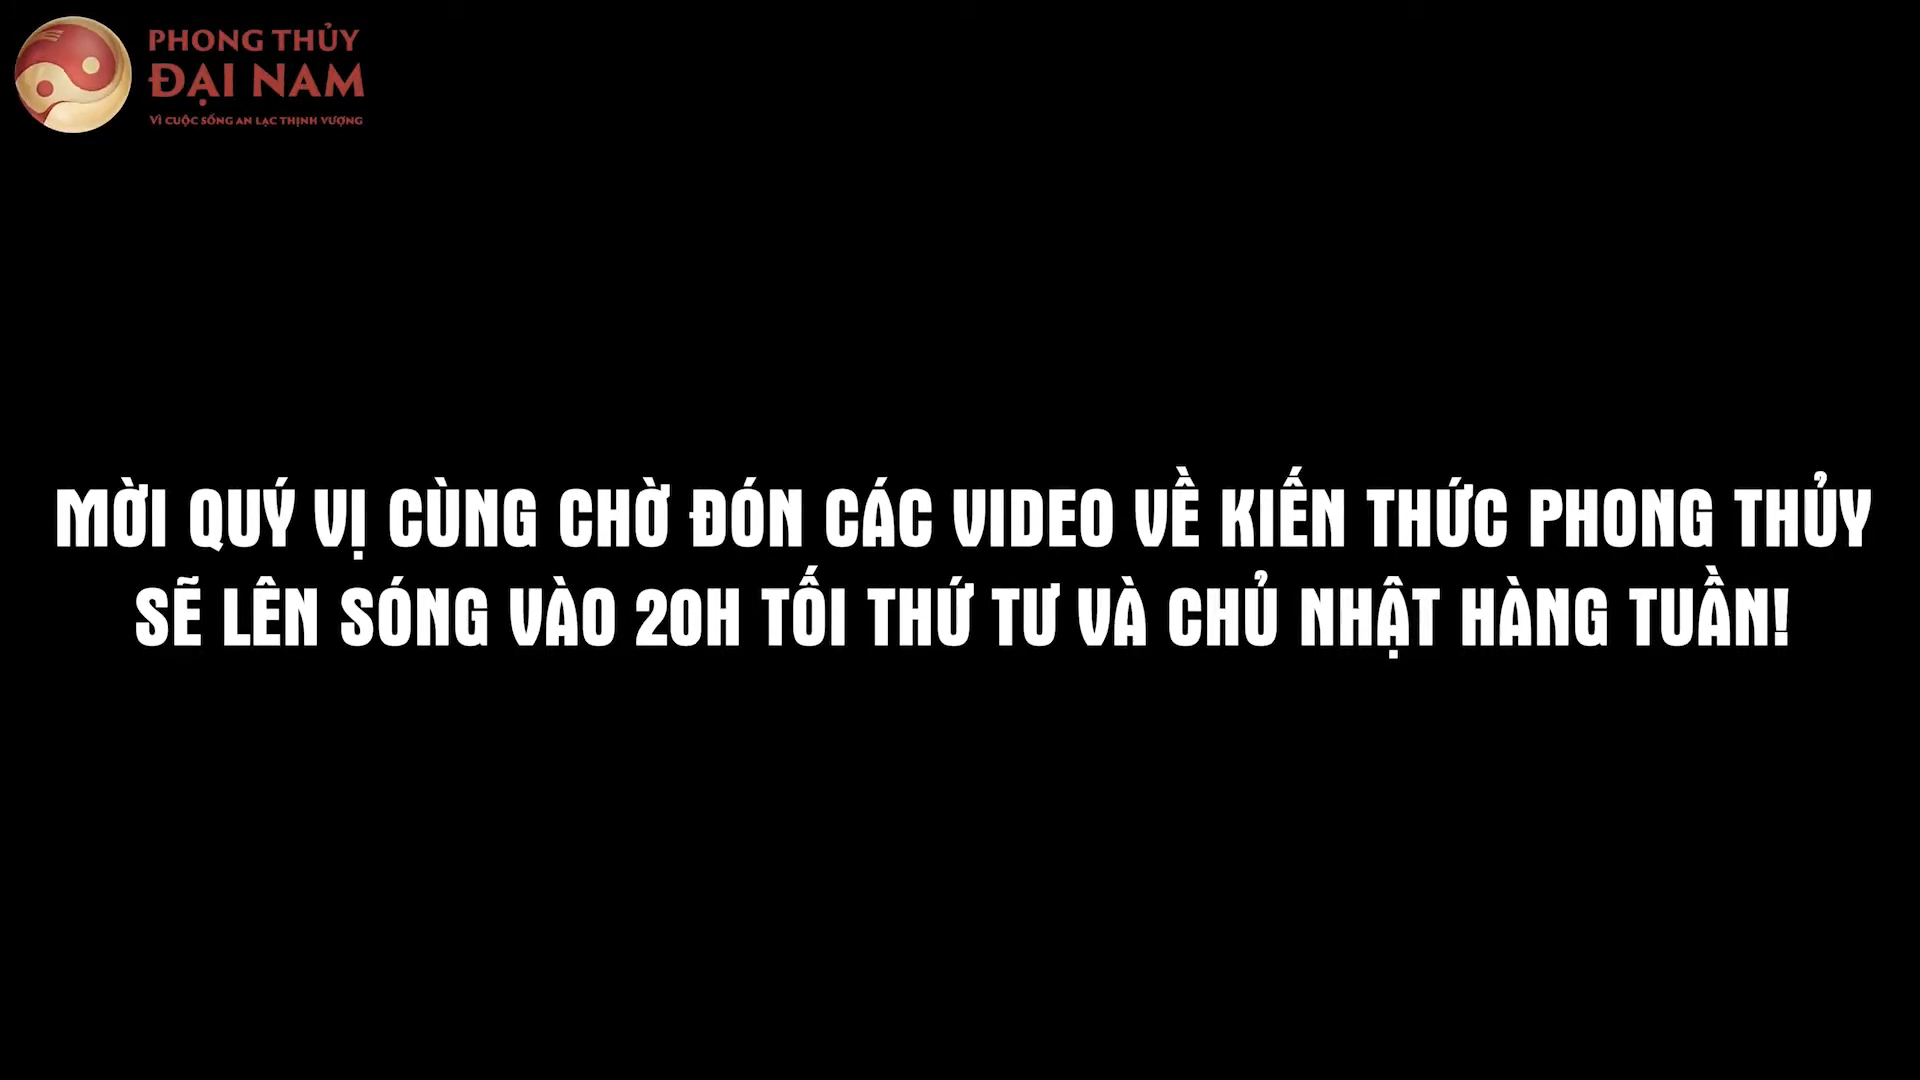 PHONG THỦY
ĐẠI NAM
VÌ CUỘC SỐNG AN LẠC THỊNH VƯỢNG
MỜI QUÝ VỊ CÙNG CHỜ ĐÓN CÁC VIDEO VỀ KIẾN THỨC PHONG THỦY
SẼ LÊN SÓNG VÀO 20H TỐI THỨ TƯ VÀ CHỦ NHẬT HÀNG TUẦN!